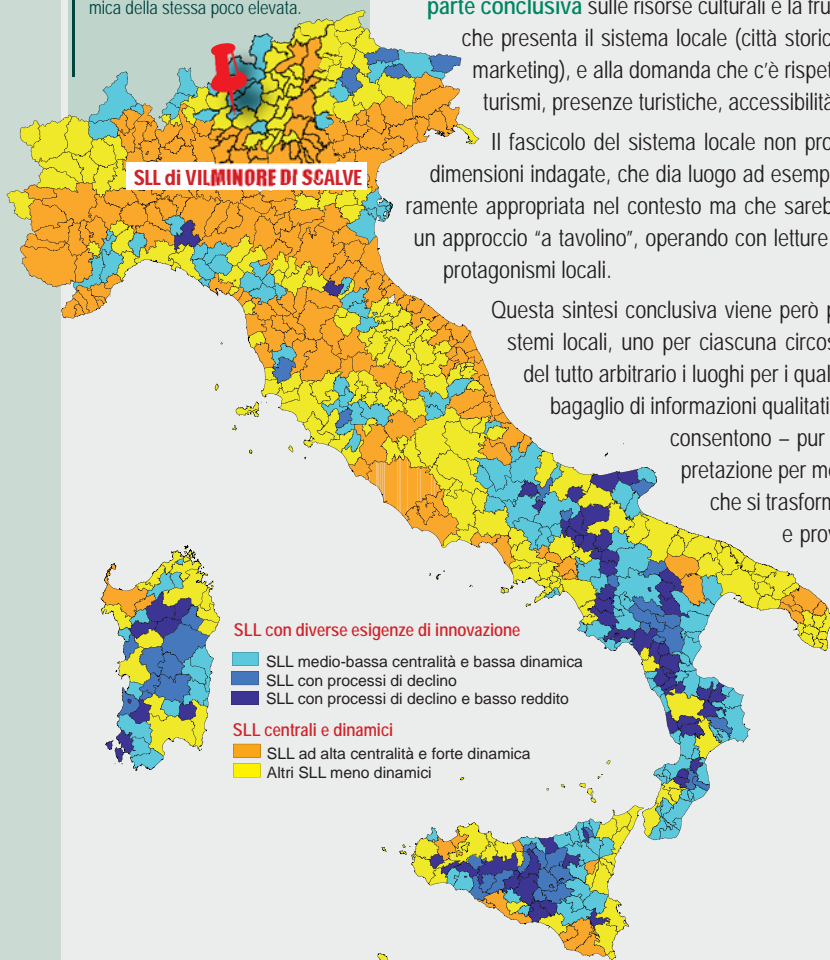 mica della stessa poco elevata.
parte conclusiva sulle risorse culturali e la fru
che presenta il sistema locale (città storic
marketing), e alla domanda che c'è rispet
turismi, presenze turistiche, accessibilità
Il fascicolo del sistema locale non pro
dimensioni indagate, che dia luogo ad esemp
ramente appropriata nel contesto ma che sareb
un approccio "a tavolino", operando con letture
protagonismi locali.
Questa sintesi conclusiva viene però p
stemi locali, uno per ciascuna circos
del tutto arbitrario i luoghi per i qual
bagaglio di informazioni qualitati
consentono – pur
pretazione per me
che si trasform
e prov
SLL di VILMINORE DI SCALVE
SLL con diverse esigenze di innovazione
SLL medio-bassa centralità e bassa dinamica
SLL con processi di declino
SLL con processi di declino e basso reddito
SLL centrali e dinamici
SLL ad alta centralità e forte dinamica
Altri SLL meno dinamici